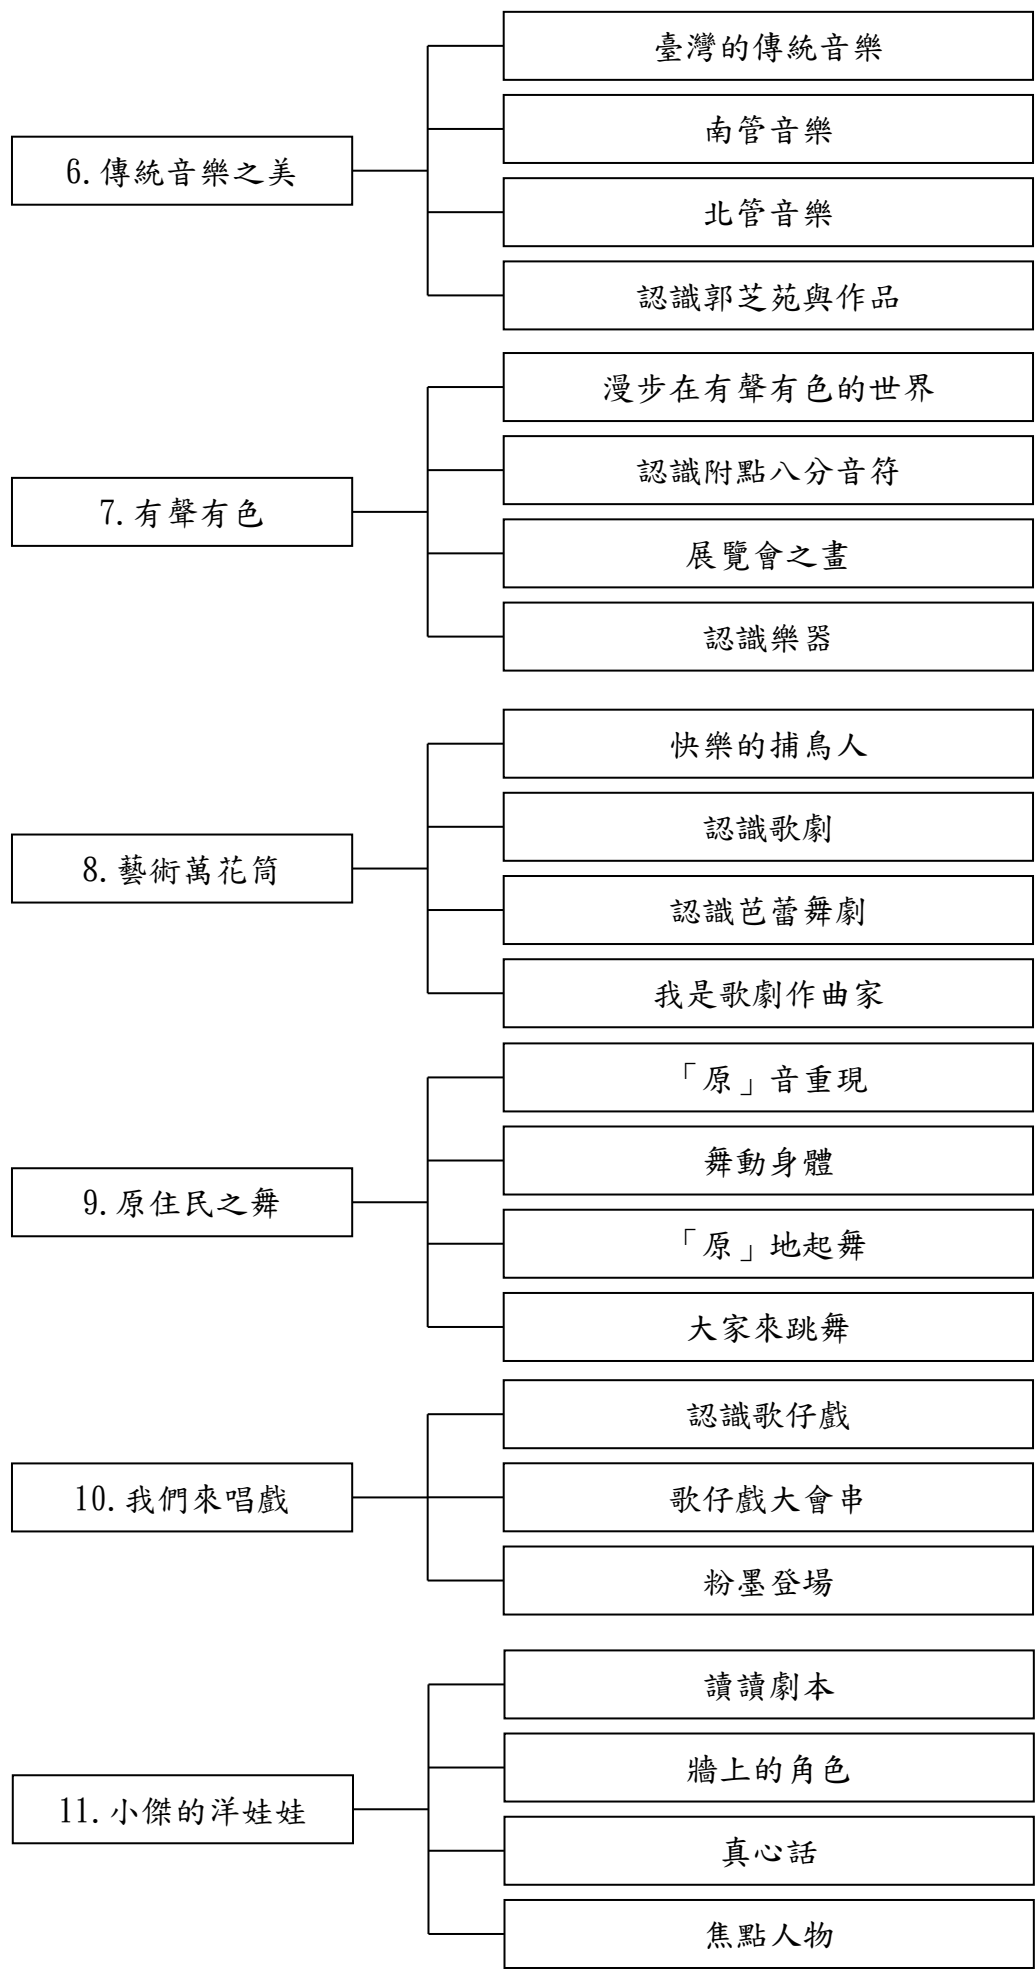 6.傳統音樂之美
臺灣的傳統音樂
南管音樂
北管音樂
認識郭芝苑與作品
7.有聲有色
漫步在有聲有色的世界
認識附點八分音符
展覽會之畫
認識樂器
8.藝術萬花筒
快樂的捕鳥人
認識歌劇
認識芭蕾舞劇
我是歌劇作曲家
9.原住民之舞
「原」音重現
舞動身體
「原」地起舞
大家來跳舞
10.我們來唱戲
認識歌仔戲
歌仔戲大會串
粉墨登場
11.小傑的洋娃娃
讀讀劇本
牆上的角色
真心話
焦點人物